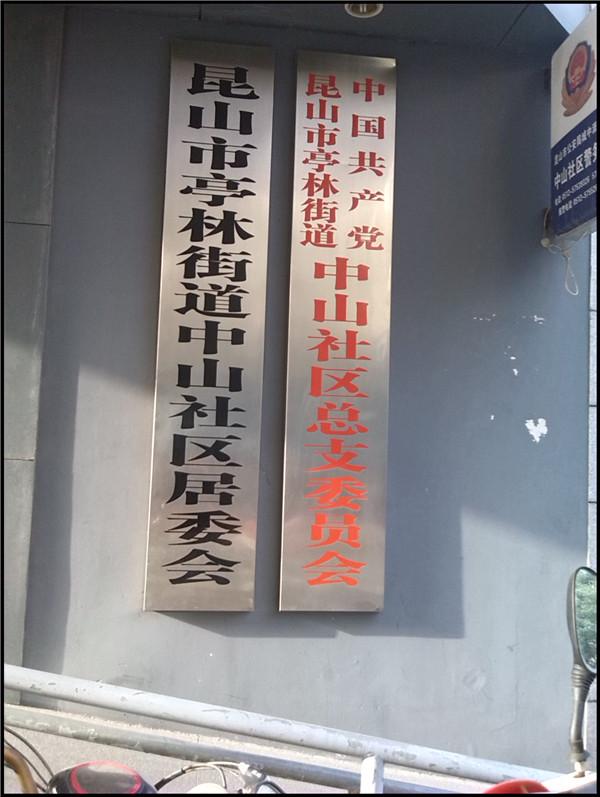 中国共产党
昆山市亭林街道
中山社区总支委员会
昆山市亭林街道中山社区居委会
中山社区警务